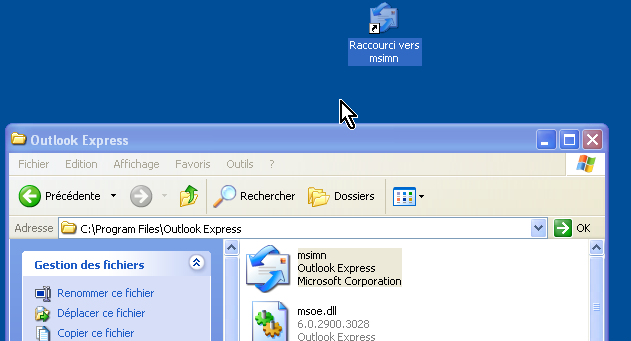 Raccourci vers
msimn
Outlook Express
Fichier Edition Affichage Favoris Outils ?
Précédente Rechercher Dossiers
Adresse C:\Program Files\Outlook Express OK
Gestion des fichiers
Renommer ce fichier
Déplacer ce fichier
Copier ce fichier
msimn
Outlook Express
Microsoft Corporation
msoe.dll
6.0.2900.3028
Outlook Express